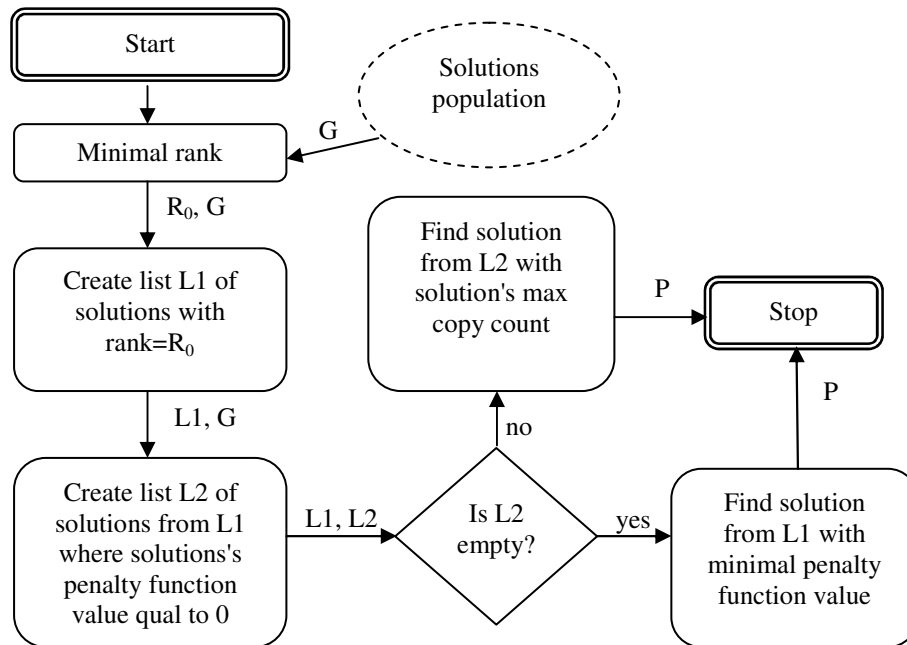 Start
Solutions
population
G
Minimal rank
R₀, G
Create list L1 of
solutions with
rank=R₀
Find solution
from L2 with
solution's max
copy count
P
Stop
L1, G
no
P
Create list L2 of
solutions from L1
where solutions's
penalty function
value qual to 0
L1, L2
Is L2
empty?
yes
Find solution
from L1 with
minimal penalty
function value